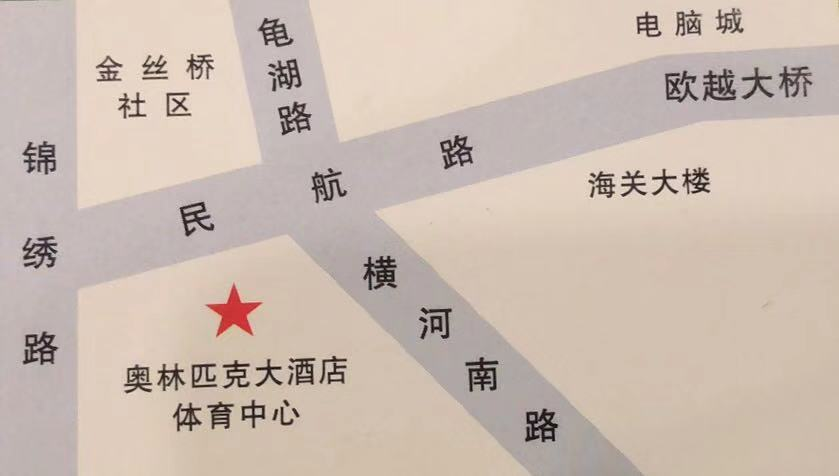 电脑城
欧越大桥
龟湖路
金丝桥
社区
锦绣路
民航路
海关大楼
横河南路
奥林匹克大酒店
体育中心